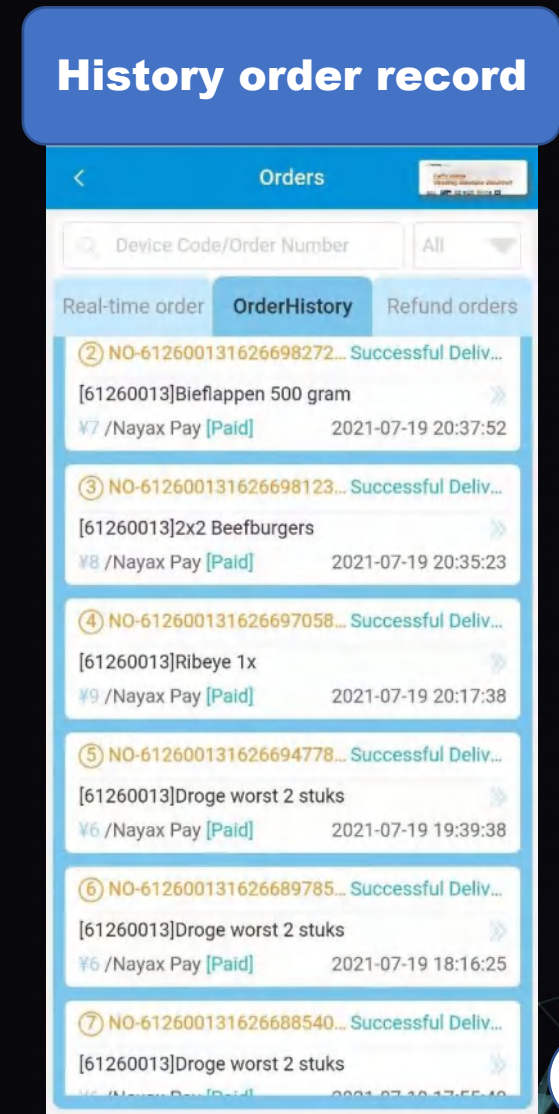 History order record
Orders
Device Code/Order Number All
Real-time order OrderHistory Refund orders
② NO-612600131626698272... Successful Deliv...
[61260013]Bieflappen 500 gram
¥7 /Nayax Pay [Paid] 2021-07-19 20:37:52
③ NO-612600131626698123... Successful Deliv...
[61260013]2x2 Beefburgers
¥8 /Nayax Pay [Paid] 2021-07-19 20:35:23
④ NO-612600131626697058... Successful Deliv...
[61260013]Ribeye 1x
¥9 /Nayax Pay [Paid] 2021-07-19 20:17:38
⑤ NO-612600131626694778... Successful Deliv...
[61260013]Droge worst 2 stuks
¥6 /Nayax Pay [Paid] 2021-07-19 19:39:38
⑥ NO-612600131626689785... Successful Deliv...
[61260013]Droge worst 2 stuks
¥6 /Nayax Pay [Paid] 2021-07-19 18:16:25
⑦ NO-612600131626688540... Successful Deliv...
[61260013]Droge worst 2 stuks